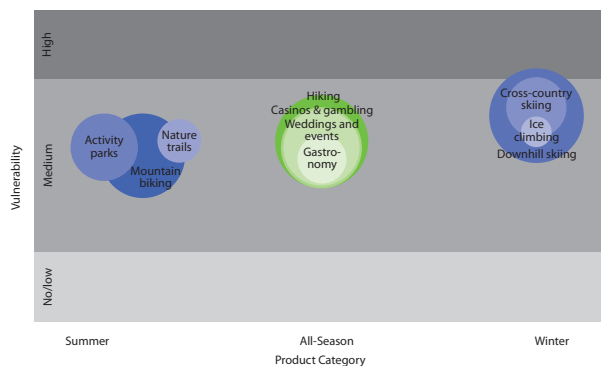 High
Medium
No/low
Vulnerability
Activity
parks
Nature
trails
Mountain
biking
Hiking
Casinos & gambling
Weddings and
events
Gastro-
nomy
Cross-country
skiing
Ice
climbing
Downhill skiing
Summer
All-Season
Winter
Product Category